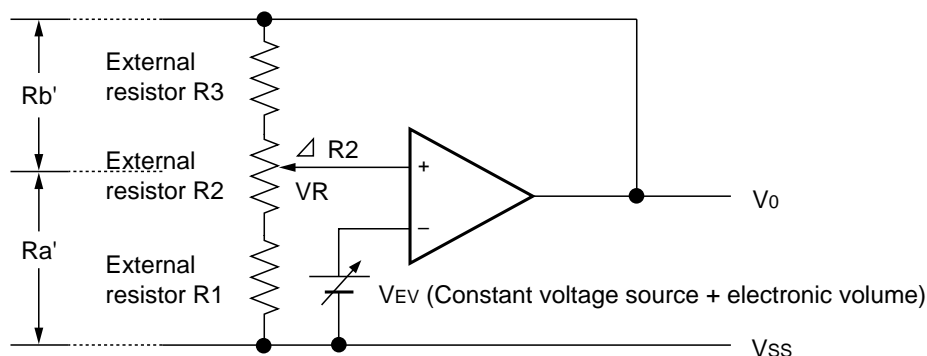 External
resistor R3
Rb'
⊿ R2
External
resistor R2
VR
+
−
V0
Ra'
External
resistor R1
VEV (Constant voltage source + electronic volume)
VSS